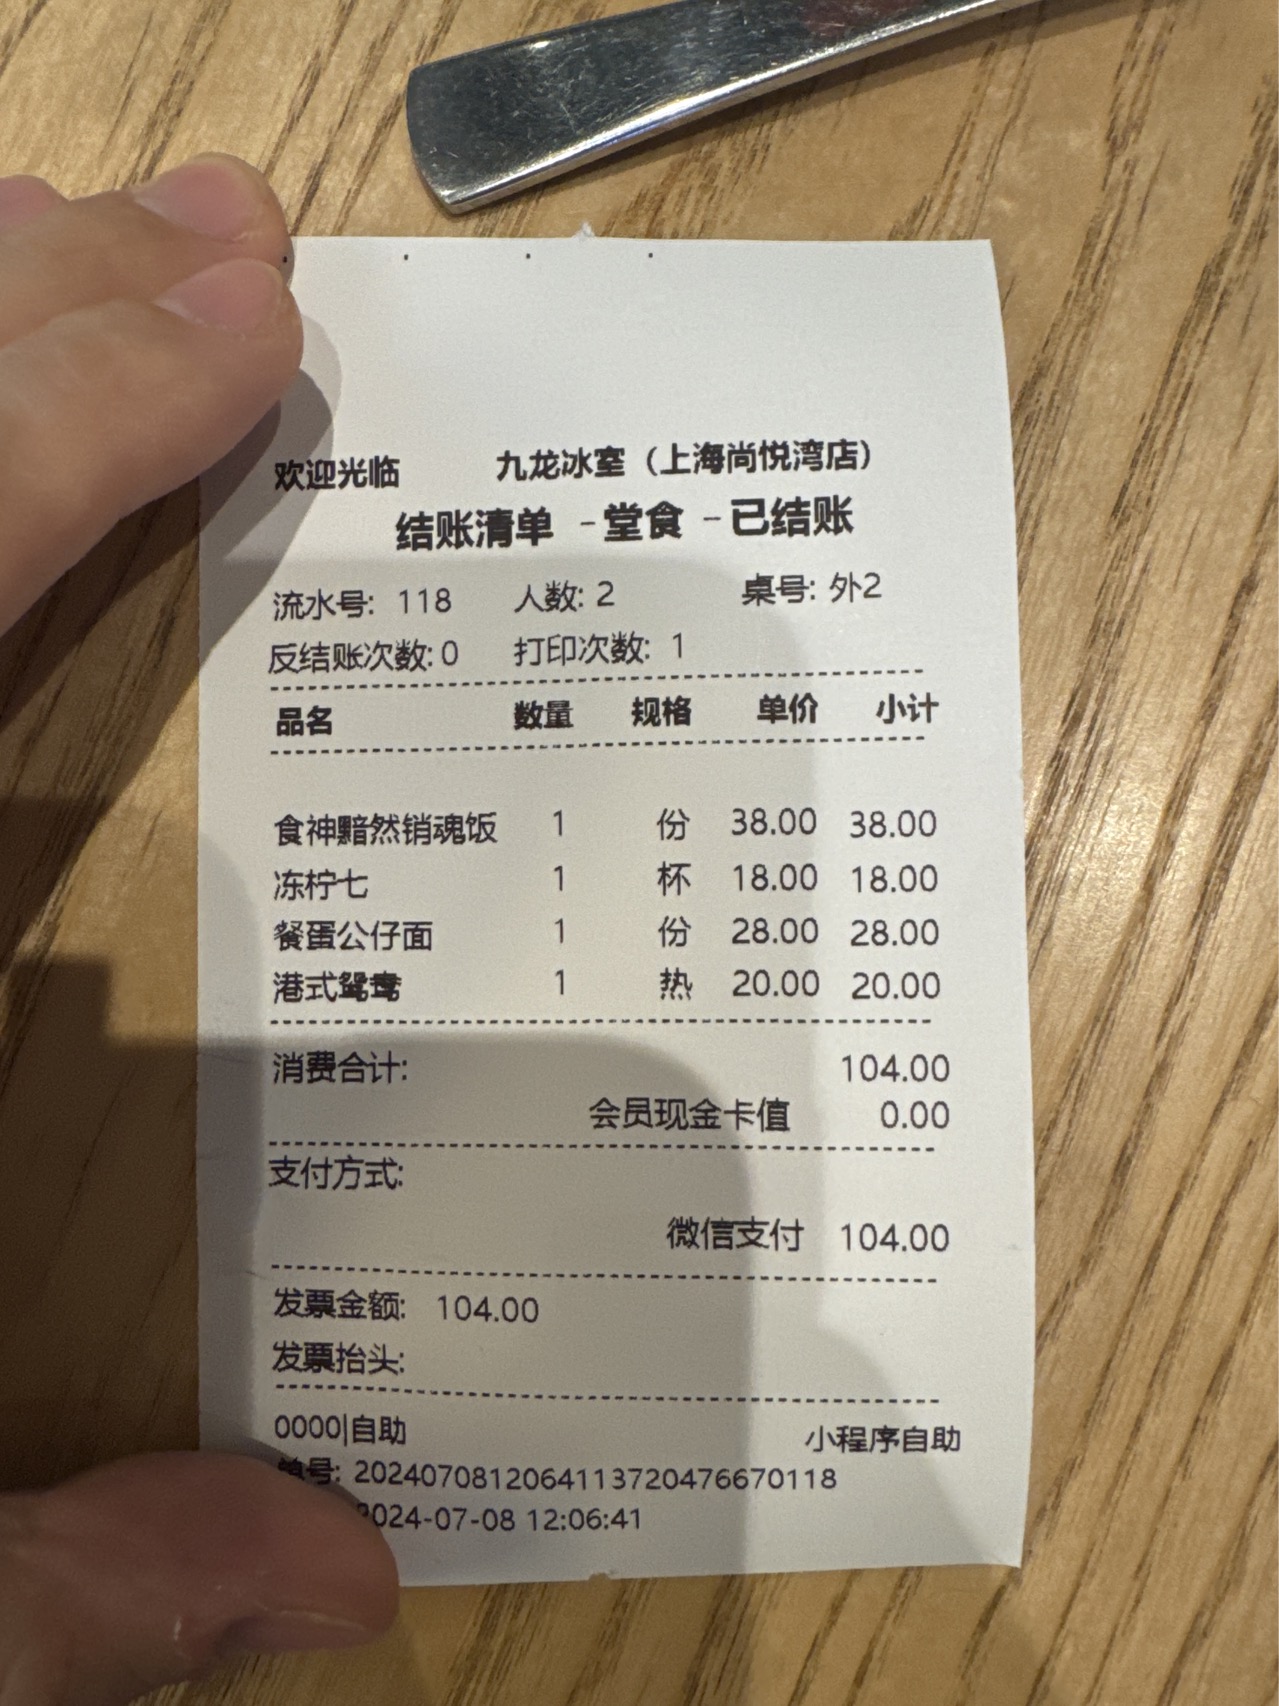 欢迎光临 九龙冰室（上海尚悦湾店）
结账清单 -堂食 -已结账
流水号: 118 人数: 2 桌号: 外2
反结账次数: 0 打印次数: 1
品名 数量 规格 单价 小计
食神黯然销魂饭 1 份 38.00 38.00
冻柠七 1 杯 18.00 18.00
餐蛋公仔面 1 份 28.00 28.00
港式鸳鸯 1 热 20.00 20.00
消费合计: 104.00
会员现金卡值 0.00
支付方式:
微信支付 104.00
发票金额: 104.00
发票抬头:
0000|自助 小程序自助
单号: 2024070812064113720476670118
2024-07-08 12:06:41